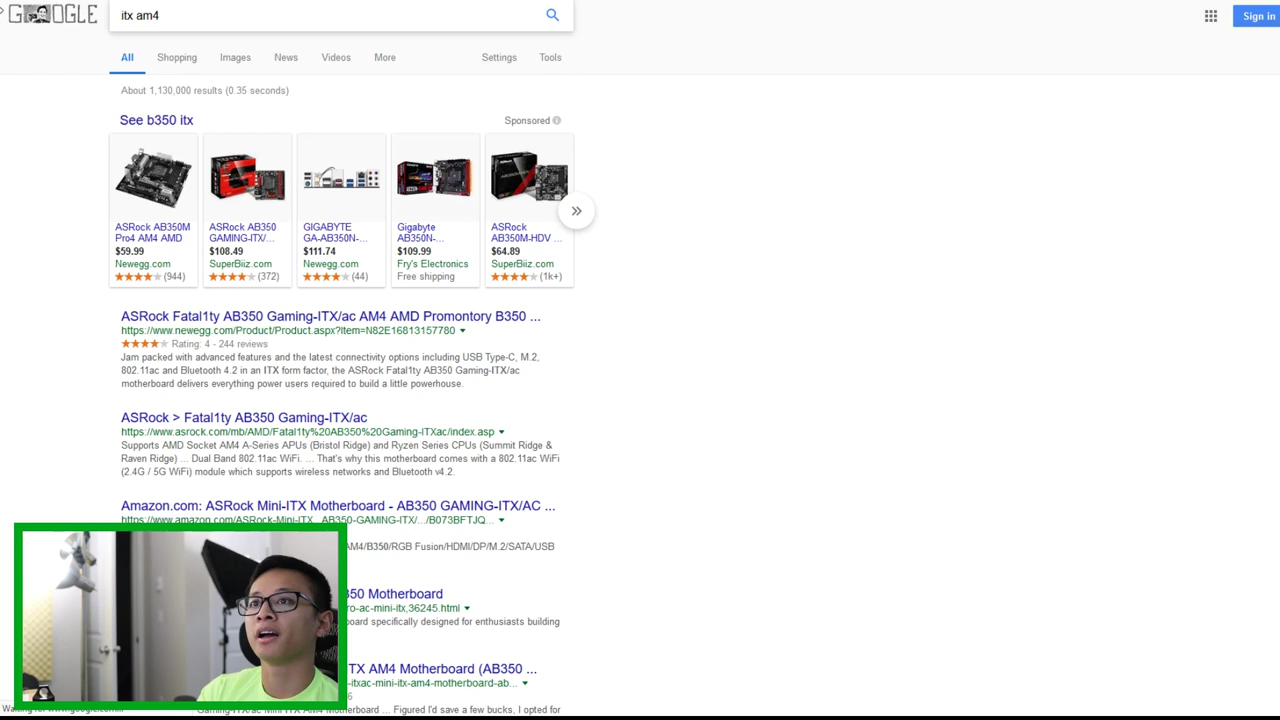 itx am4
Sign in
All Shopping Images News Videos More Settings Tools
About 1,130,000 results (0.35 seconds)
See b350 itx
Sponsored
ASRock AB350M
Pro4 AM4 AMD
$59.99
Newegg.com
(944)
ASRock AB350
GAMING-ITX/...
$108.49
SuperBiiz.com
(372)
GIGABYTE
GA-AB350N-...
$111.74
Newegg.com
(44)
Gigabyte
AB350N-...
$109.99
Fry's Electronics
Free shipping
ASRock
AB350M-HDV ...
$64.89
SuperBiiz.com
(1k+)
ASRock Fatal1ty AB350 Gaming-ITX/ac AM4 AMD Promontory B350 ...
https://www.newegg.com/Product/Product.aspx?Item=N82E16813157780
Rating: 4 - 244 reviews
Jam packed with advanced features and the latest connectivity options including USB Type-C, M.2,
802.11ac and Bluetooth 4.2 in an ITX form factor, the ASRock Fatal1ty AB350 Gaming-ITX/ac
motherboard delivers everything power users required to build a little powerhouse.
ASRock > Fatal1ty AB350 Gaming-ITX/ac
https://www.asrock.com/mb/AMD/Fatal1ty%20AB350%20Gaming-ITXac/index.asp
Supports AMD Socket AM4 A-Series APUs (Bristol Ridge) and Ryzen Series CPUs (Summit Ridge &
Raven Ridge) ... Dual Band 802.11ac WiFi. ... That's why this motherboard comes with a 802.11ac WiFi
(2.4G / 5G WiFi) module which supports wireless networks and Bluetooth v4.2.
Amazon.com: ASRock Mini-ITX Motherboard - AB350 GAMING-ITX/AC ...
https://www.amazon.com/ASRock-Mini-ITX...AB350-GAMING-ITX/.../B073BFTJQ...
AM4/B350/RGB Fusion/HDMI/DP/M.2/SATA/USB
350 Motherboard
ro-ac-mini-itx,36245.html
board specifically designed for enthusiasts building
TX AM4 Motherboard (AB350 ...
-itxac-mini-itx-am4-motherboard-ab...
6
Gaming-ITX/ac Mini ITX AM4 Motherboard ... Figured I'd save a few bucks, I opted for